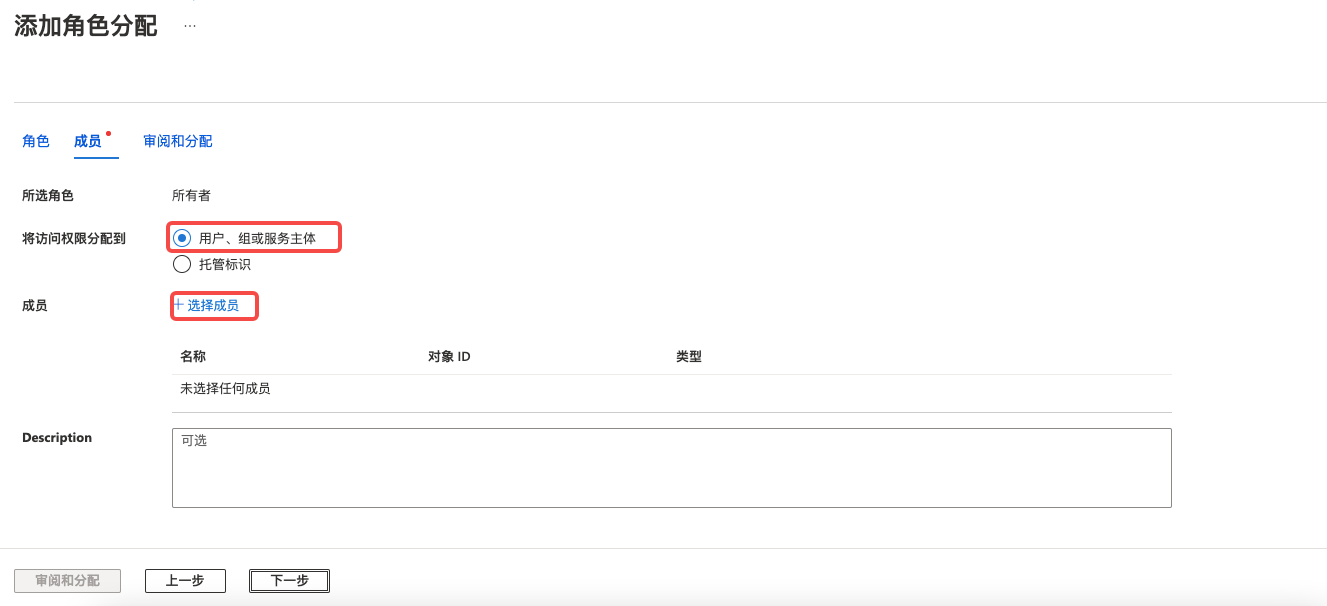 添加角色分配 ...
角色 成员 审阅和分配
所选角色 所有者
将访问权限分配到 用户、组或服务主体
托管标识
成员 + 选择成员
名称 对象 ID 类型
未选择任何成员
Description 可选
审阅和分配 上一步 下一步